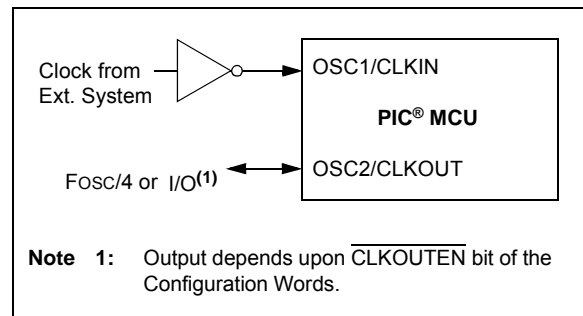 Clock from
Ext. System
OSC1/CLKIN
PIC® MCU
FOSC/4 or I/O(1)
OSC2/CLKOUT
Note 1: Output depends upon CLKOUTEN bit of the
Configuration Words.